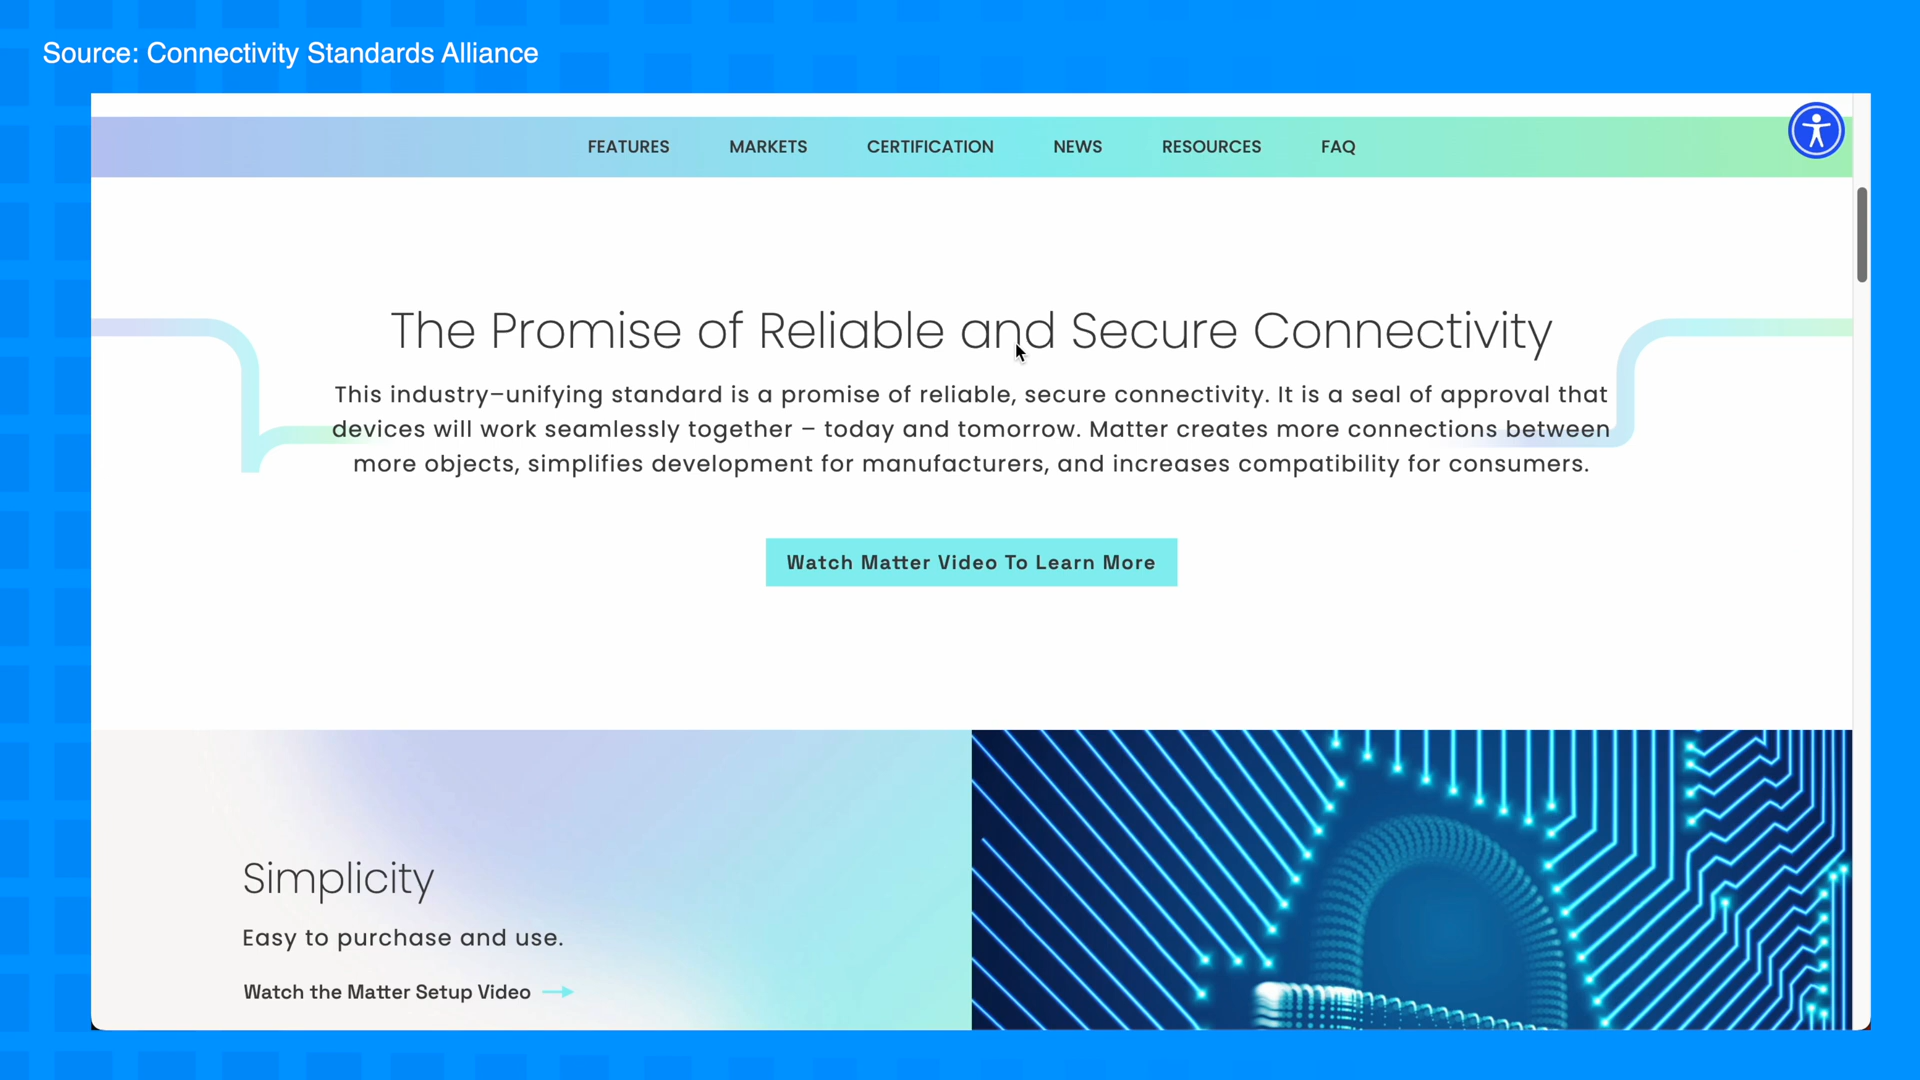 Source: Connectivity Standards Alliance
FEATURES MARKETS CERTIFICATION NEWS RESOURCES FAQ
The Promise of Reliable and Secure Connectivity
This industry–unifying standard is a promise of reliable, secure connectivity. It is a seal of approval that
devices will work seamlessly together – today and tomorrow. Matter creates more connections between
more objects, simplifies development for manufacturers, and increases compatibility for consumers.
Watch Matter Video To Learn More
Simplicity
Easy to purchase and use.
Watch the Matter Setup Video